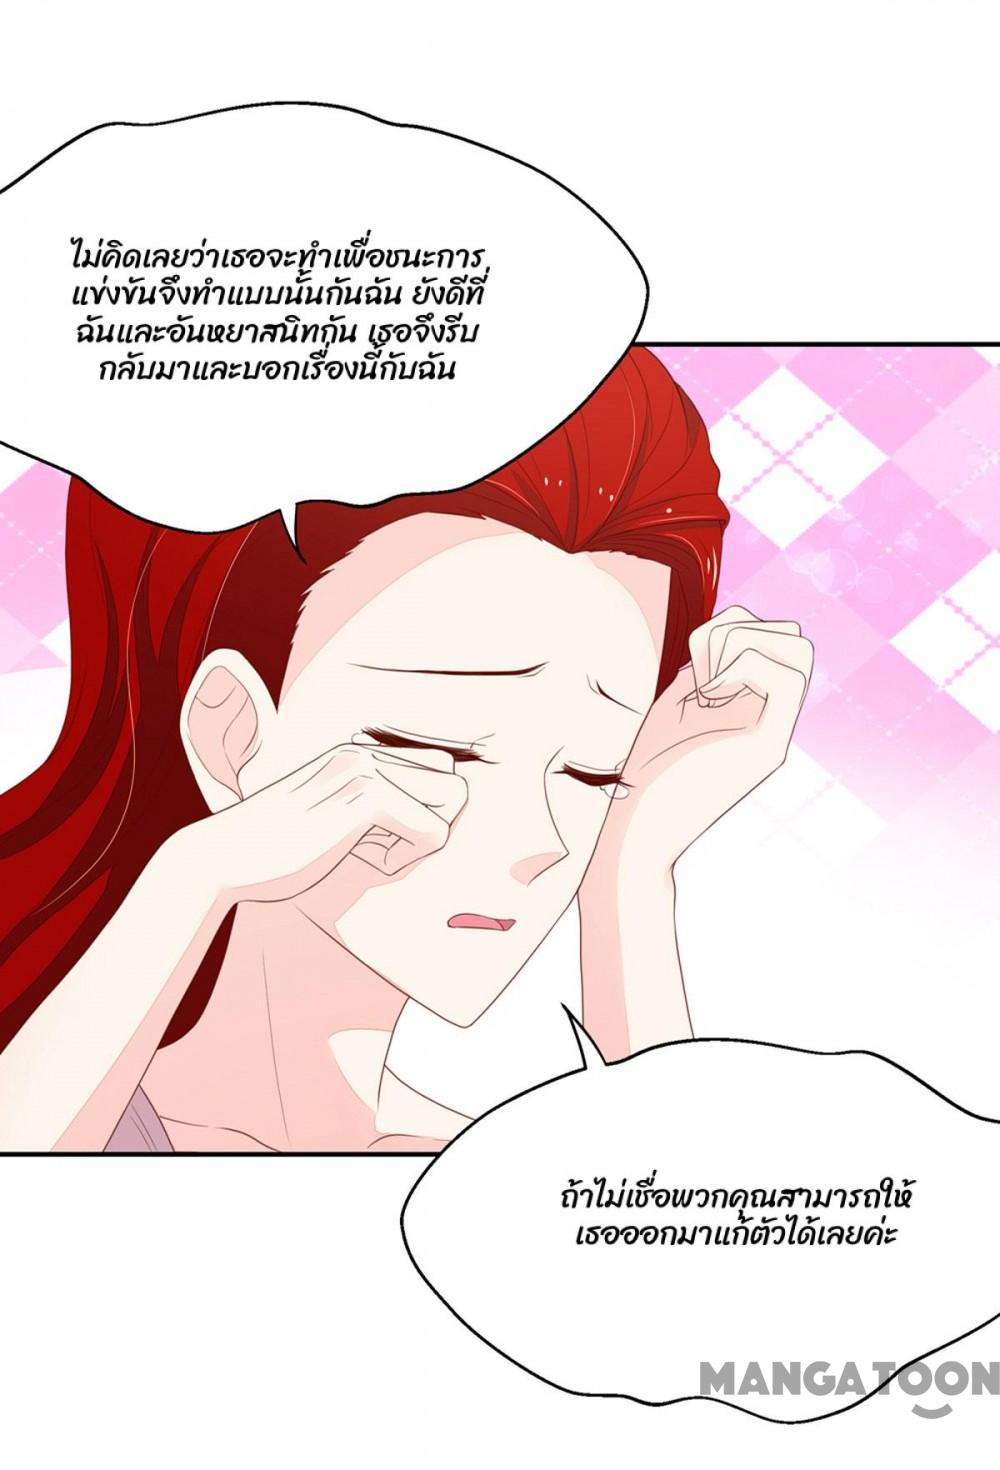 ไม่คิดเลยว่าเธอจะทำเพื่อชนะการ
แข่งขันจึงทำแบบนั้นกันฉัน ยังดีที่
ฉันและอันหยาสนิทกัน เธอจึงรีบ
กลับมาและบอกเรื่องนี้กับฉัน
ถ้าไม่เชื่อพวกคุณสามารถให้
เธอออกมาแก้ตัวได้เลยค่ะ
MANGATOON